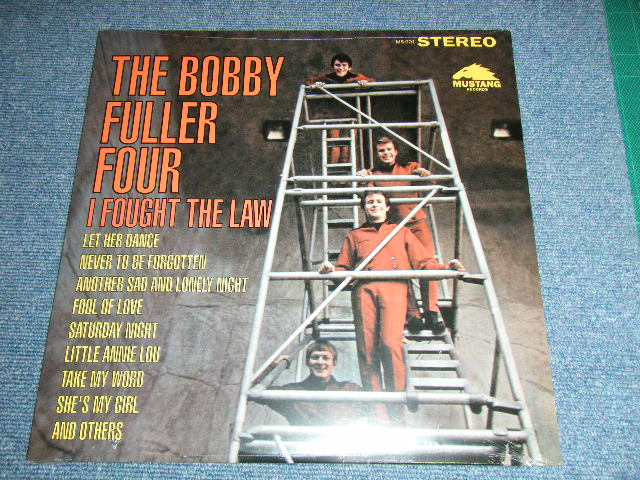 MS-901 STEREO
MUSTANG
RECORDS
THE BOBBY
FULLER
FOUR
I FOUGHT THE LAW
LET HER DANCE
NEVER TO BE FORGOTTEN
ANOTHER SAD AND LONELY NIGHT
FOOL OF LOVE
SATURDAY NIGHT
LITTLE ANNIE LOU
TAKE MY WORD
SHE'S MY GIRL
AND OTHERS